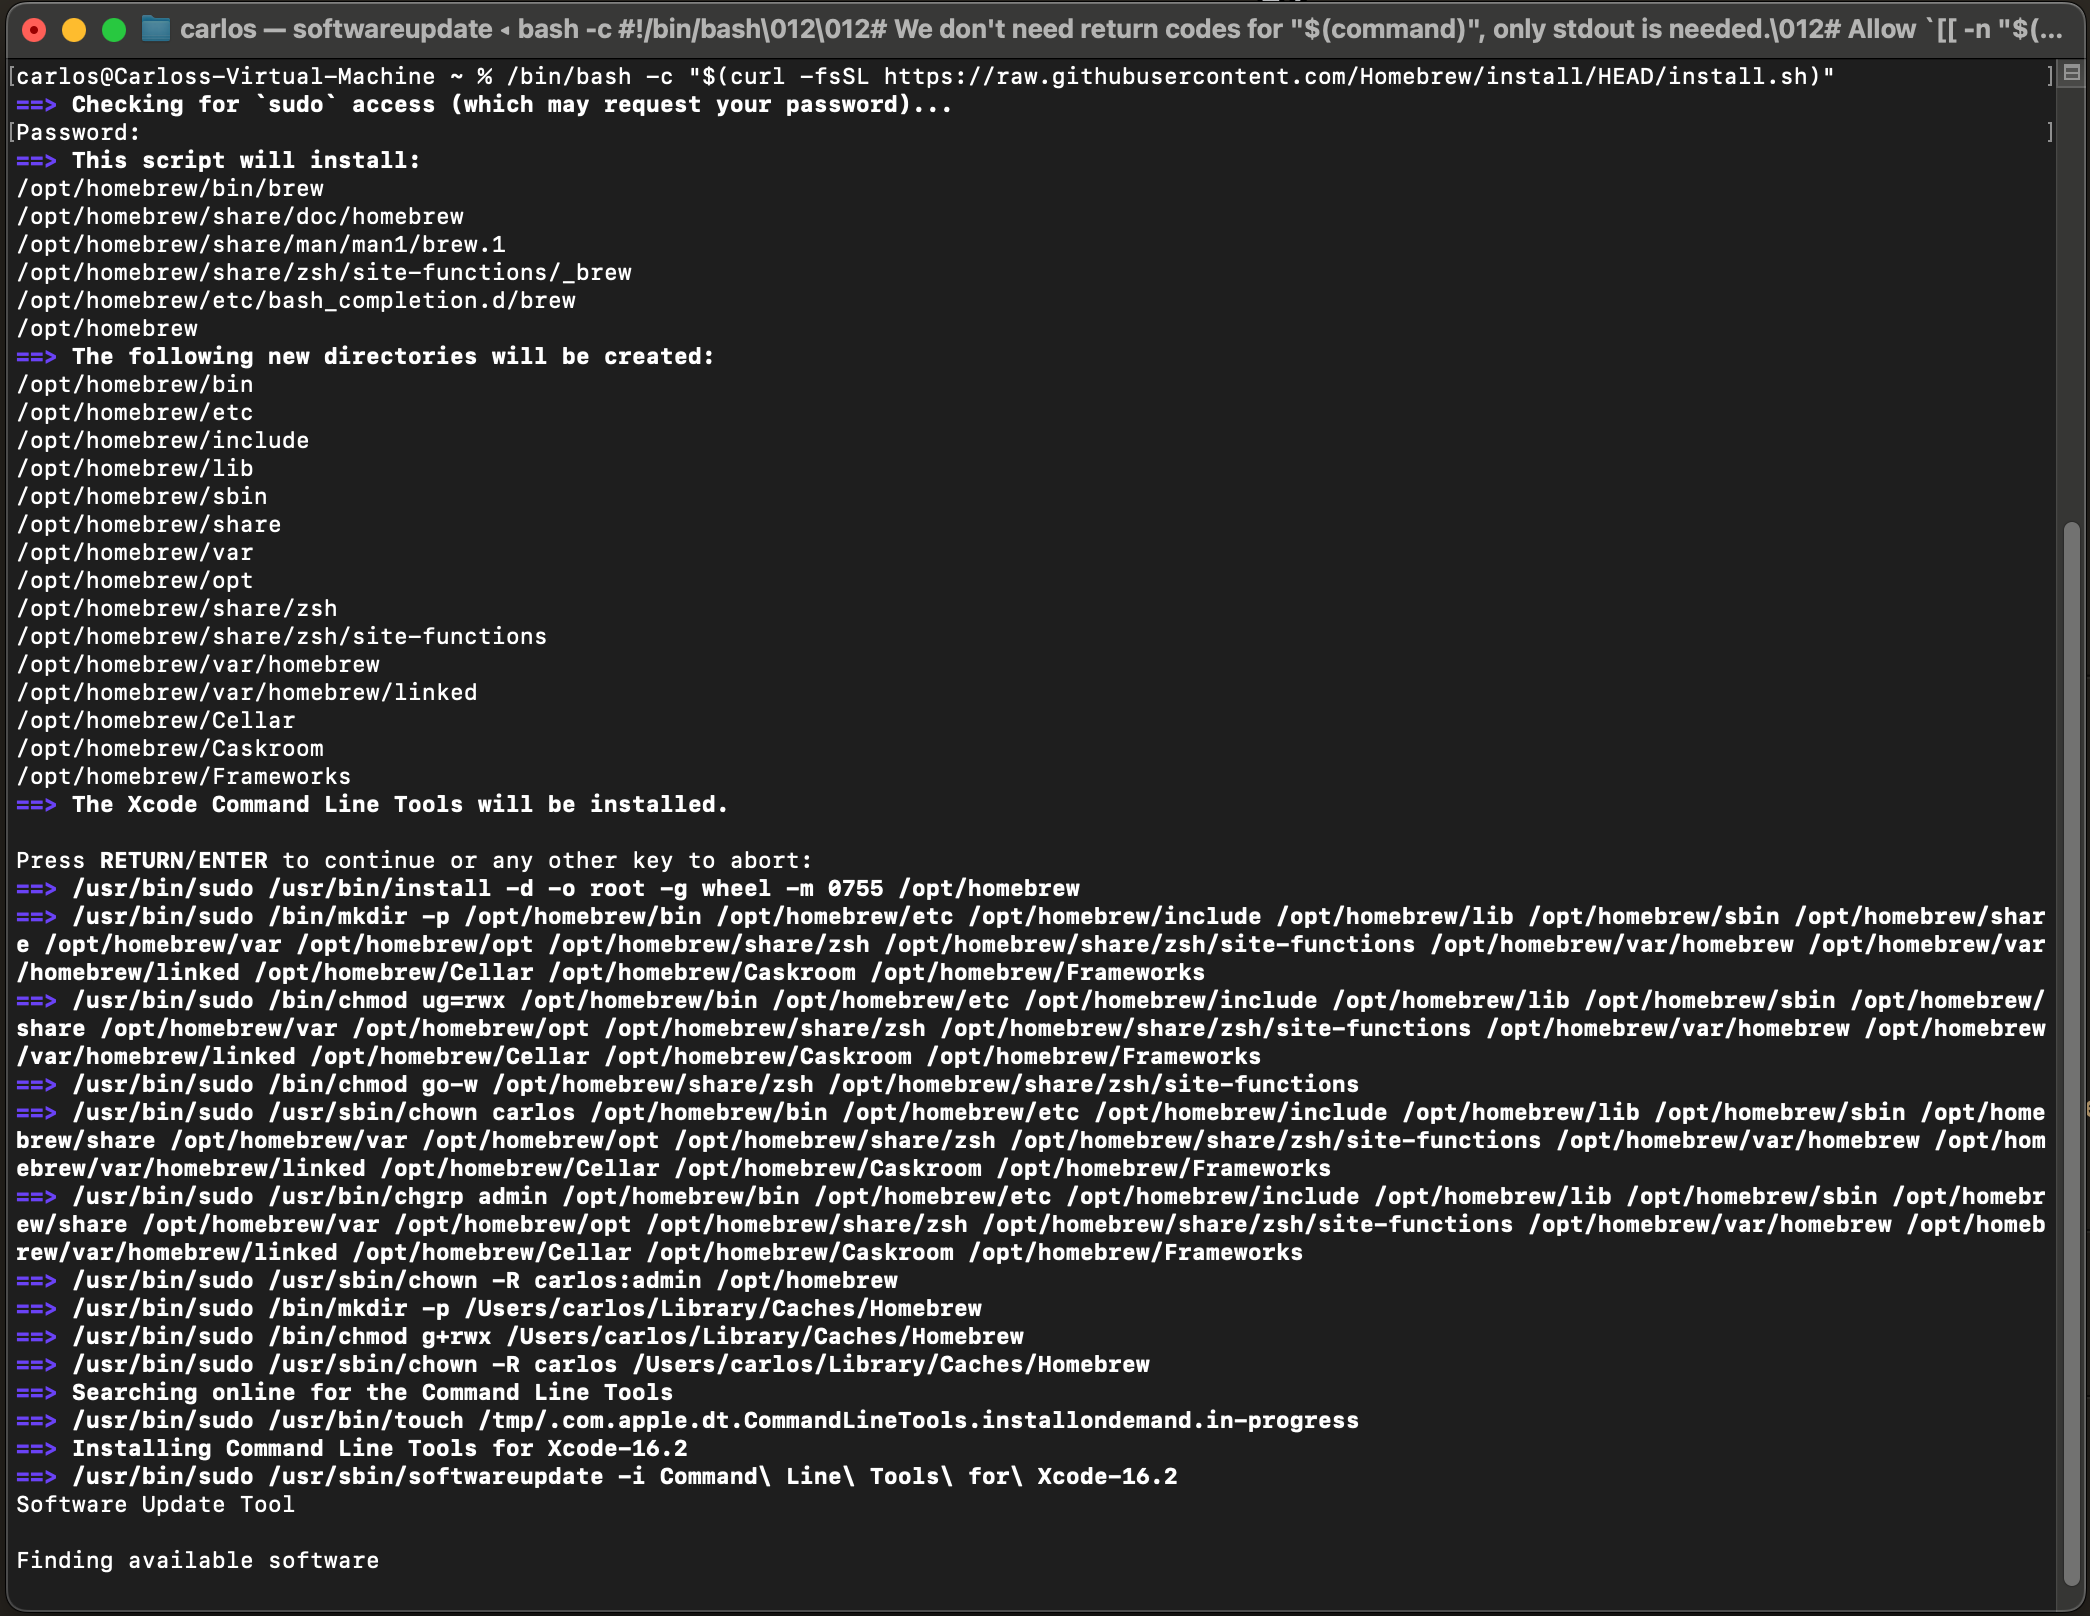 carlos — softwareupdate ◂ bash -c #!/bin/bash\012\012# We don't need return codes for "$(command)", only stdout is needed.\012# Allow `[[ -n "$(...
[carlos@Carloss-Virtual-Machine ~ % /bin/bash -c "$(curl -fsSL https://raw.githubusercontent.com/Homebrew/install/HEAD/install.sh)" ]
==> Checking for `sudo` access (which may request your password)...
[Password: ]
==> This script will install:
/opt/homebrew/bin/brew
/opt/homebrew/share/doc/homebrew
/opt/homebrew/share/man/man1/brew.1
/opt/homebrew/share/zsh/site-functions/_brew
/opt/homebrew/etc/bash_completion.d/brew
/opt/homebrew
==> The following new directories will be created:
/opt/homebrew/bin
/opt/homebrew/etc
/opt/homebrew/include
/opt/homebrew/lib
/opt/homebrew/sbin
/opt/homebrew/share
/opt/homebrew/var
/opt/homebrew/opt
/opt/homebrew/share/zsh
/opt/homebrew/share/zsh/site-functions
/opt/homebrew/var/homebrew
/opt/homebrew/var/homebrew/linked
/opt/homebrew/Cellar
/opt/homebrew/Caskroom
/opt/homebrew/Frameworks
==> The Xcode Command Line Tools will be installed.
Press RETURN/ENTER to continue or any other key to abort:
==> /usr/bin/sudo /usr/bin/install -d -o root -g wheel -m 0755 /opt/homebrew
==> /usr/bin/sudo /bin/mkdir -p /opt/homebrew/bin /opt/homebrew/etc /opt/homebrew/include /opt/homebrew/lib /opt/homebrew/sbin /opt/homebrew/shar
e /opt/homebrew/var /opt/homebrew/opt /opt/homebrew/share/zsh /opt/homebrew/share/zsh/site-functions /opt/homebrew/var/homebrew /opt/homebrew/var
/homebrew/linked /opt/homebrew/Cellar /opt/homebrew/Caskroom /opt/homebrew/Frameworks
==> /usr/bin/sudo /bin/chmod ug=rwx /opt/homebrew/bin /opt/homebrew/etc /opt/homebrew/include /opt/homebrew/lib /opt/homebrew/sbin /opt/homebrew/
share /opt/homebrew/var /opt/homebrew/opt /opt/homebrew/share/zsh /opt/homebrew/share/zsh/site-functions /opt/homebrew/var/homebrew /opt/homebrew
/var/homebrew/linked /opt/homebrew/Cellar /opt/homebrew/Caskroom /opt/homebrew/Frameworks
==> /usr/bin/sudo /bin/chmod go-w /opt/homebrew/share/zsh /opt/homebrew/share/zsh/site-functions
==> /usr/bin/sudo /usr/sbin/chown carlos /opt/homebrew/bin /opt/homebrew/etc /opt/homebrew/include /opt/homebrew/lib /opt/homebrew/sbin /opt/home
brew/share /opt/homebrew/var /opt/homebrew/opt /opt/homebrew/share/zsh /opt/homebrew/share/zsh/site-functions /opt/homebrew/var/homebrew /opt/hom
ebrew/var/homebrew/linked /opt/homebrew/Cellar /opt/homebrew/Caskroom /opt/homebrew/Frameworks
==> /usr/bin/sudo /usr/bin/chgrp admin /opt/homebrew/bin /opt/homebrew/etc /opt/homebrew/include /opt/homebrew/lib /opt/homebrew/sbin /opt/homebr
ew/share /opt/homebrew/var /opt/homebrew/opt /opt/homebrew/share/zsh /opt/homebrew/share/zsh/site-functions /opt/homebrew/var/homebrew /opt/homeb
rew/var/homebrew/linked /opt/homebrew/Cellar /opt/homebrew/Caskroom /opt/homebrew/Frameworks
==> /usr/bin/sudo /usr/sbin/chown -R carlos:admin /opt/homebrew
==> /usr/bin/sudo /bin/mkdir -p /Users/carlos/Library/Caches/Homebrew
==> /usr/bin/sudo /bin/chmod g+rwx /Users/carlos/Library/Caches/Homebrew
==> /usr/bin/sudo /usr/sbin/chown -R carlos /Users/carlos/Library/Caches/Homebrew
==> Searching online for the Command Line Tools
==> /usr/bin/sudo /usr/bin/touch /tmp/.com.apple.dt.CommandLineTools.installondemand.in-progress
==> Installing Command Line Tools for Xcode-16.2
==> /usr/bin/sudo /usr/sbin/softwareupdate -i Command\ Line\ Tools\ for\ Xcode-16.2
Software Update Tool
Finding available software